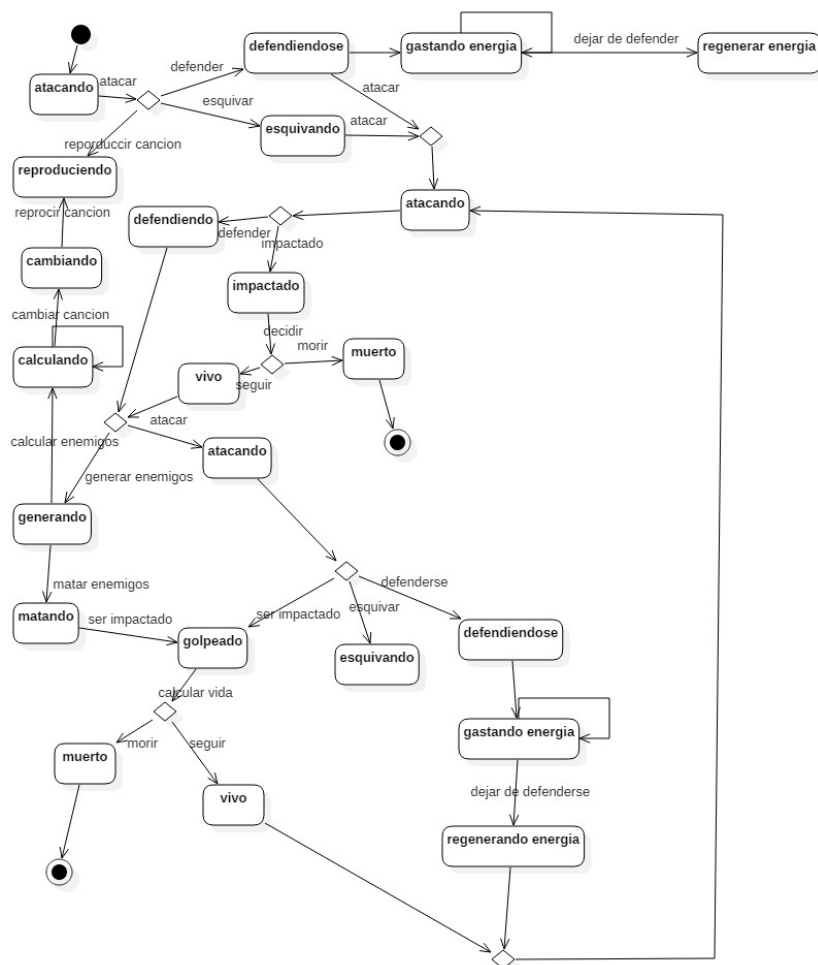 defendiendose
gastando energia
dejar de defender
regenerar energia
atacando
atacar
defender
esquivar
atacar
esquivando
atacar
reporduccir cancion
reproduciendo
atacando
reprocir cancion
defendiendo
defender
impactado
cambiando
impactado
cambiar cancion
decidir
morir
muerto
calculando
vivo
seguir
atacar
calcular enemigos
atacando
generar enemigos
generando
matar enemigos
defenderse
matando
ser impactado
golpeado
ser impactado
esquivar
defendiendose
esquivando
calcular vida
gastando energia
morir
seguir
muerto
vivo
dejar de defenderse
regenerando energia